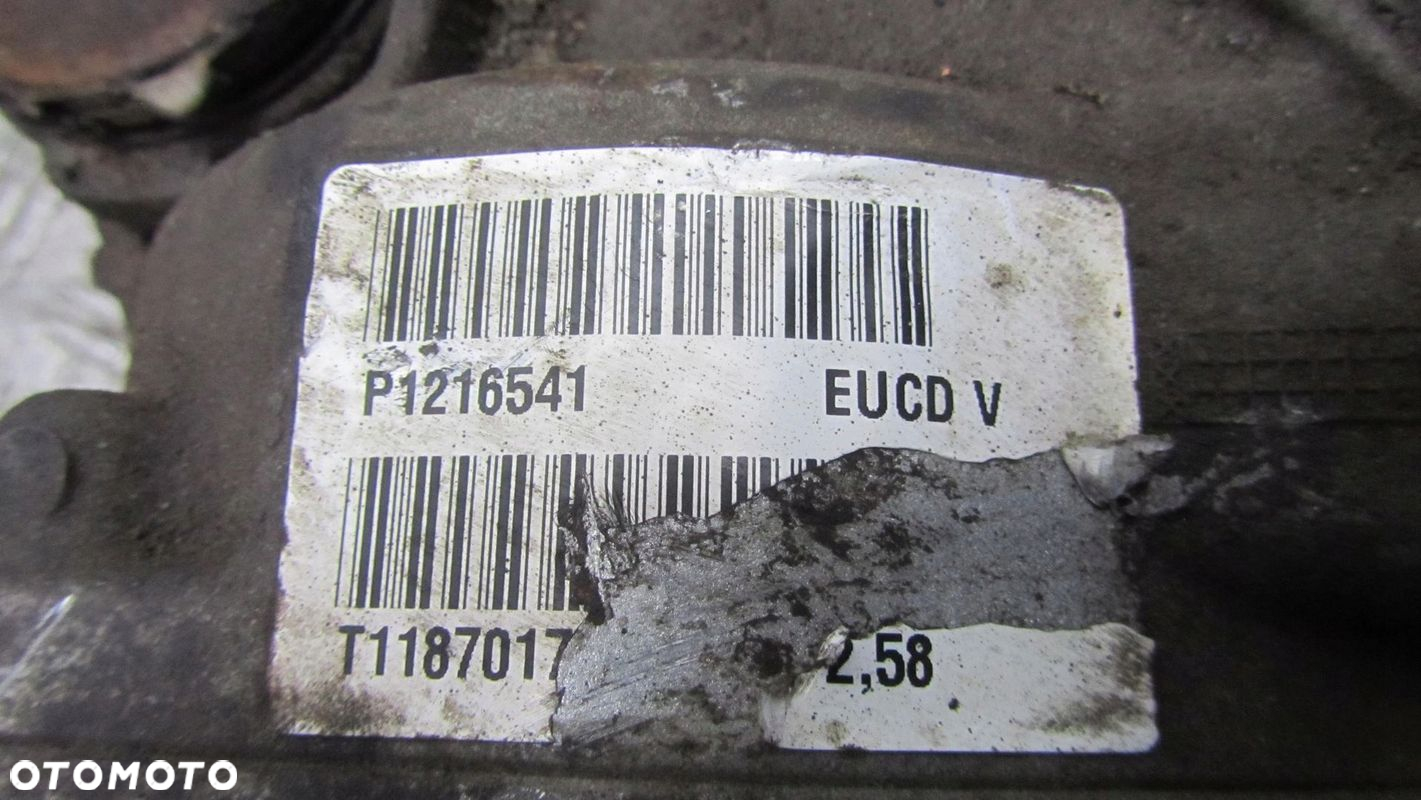 P1216541 EUCD V
T1187017 2,58
OTOMOTO